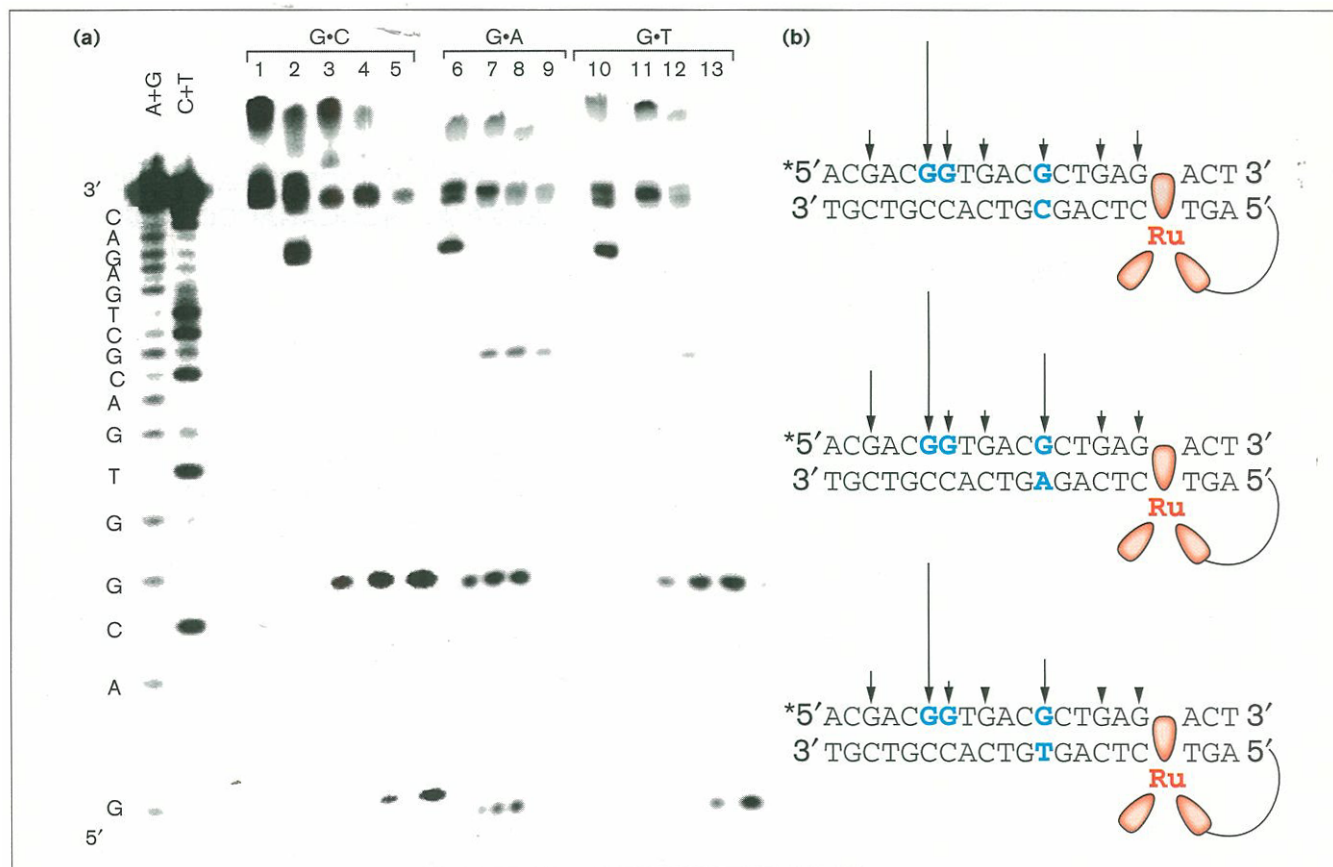 (a)
G•C G•A G•T
A+G C+T 1 2 3 4 5 6 7 8 9 10 11 12 13
3′
C
A
G
A
G
T
C
G
C
A
G
T
G
G
C
A
G
5′
(b)
*5′ACGACGGTGACGCTGAG ACT 3′
3′TGCTGCCACTGCGACTC TGA 5′
Ru
*5′ACGACGGTGACGCTGAG ACT 3′
3′TGCTGCCACTGAGACTC TGA 5′
Ru
*5′ACGACGGTGACGCTGAG ACT 3′
3′TGCTGCCACTGTGACTC TGA 5′
Ru